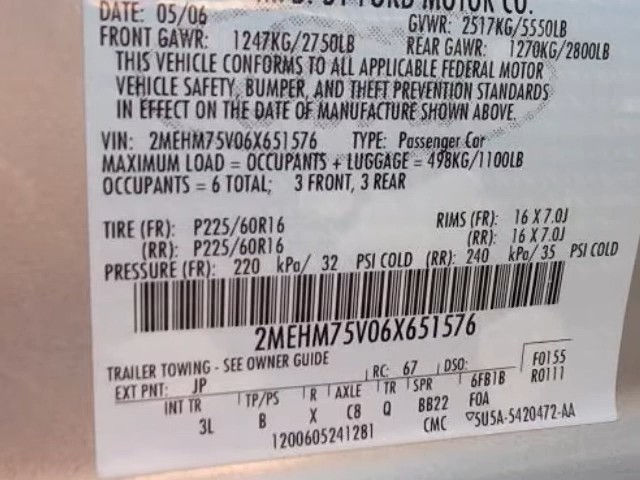 MFD. BY FORD MOTOR CO.
DATE: 05/06 GVWR: 2517KG/5550LB
FRONT GAWR: 1247KG/2750LB REAR GAWR: 1270KG/2800LB
THIS VEHICLE CONFORMS TO ALL APPLICABLE FEDERAL MOTOR
VEHICLE SAFETY, BUMPER, AND THEFT PREVENTION STANDARDS
IN EFFECT ON THE DATE OF MANUFACTURE SHOWN ABOVE.
VIN: 2MEHM75V06X651576 TYPE: Passenger Car
MAXIMUM LOAD = OCCUPANTS + LUGGAGE = 498KG/1100LB
OCCUPANTS = 6 TOTAL; 3 FRONT, 3 REAR
TIRE (FR): P225/60R16 RIMS (FR): 16 X 7.0J
(RR): P225/60R16 (RR): 16 X 7.0J
PRESSURE (FR): 220 kPa/ 32 PSI COLD (RR): 240 kPa/ 35 PSI COLD
2MEHM75V06X651576
TRAILER TOWING - SEE OWNER GUIDE F0155
EXT PNT: JP RC: 67 DSO: R0111
INT TR TP/PS R AXLE TR SPR 6FB1B
3L B X C8 Q BB22 FOA
1200605241281 CMC 5U5A-5420472-AA